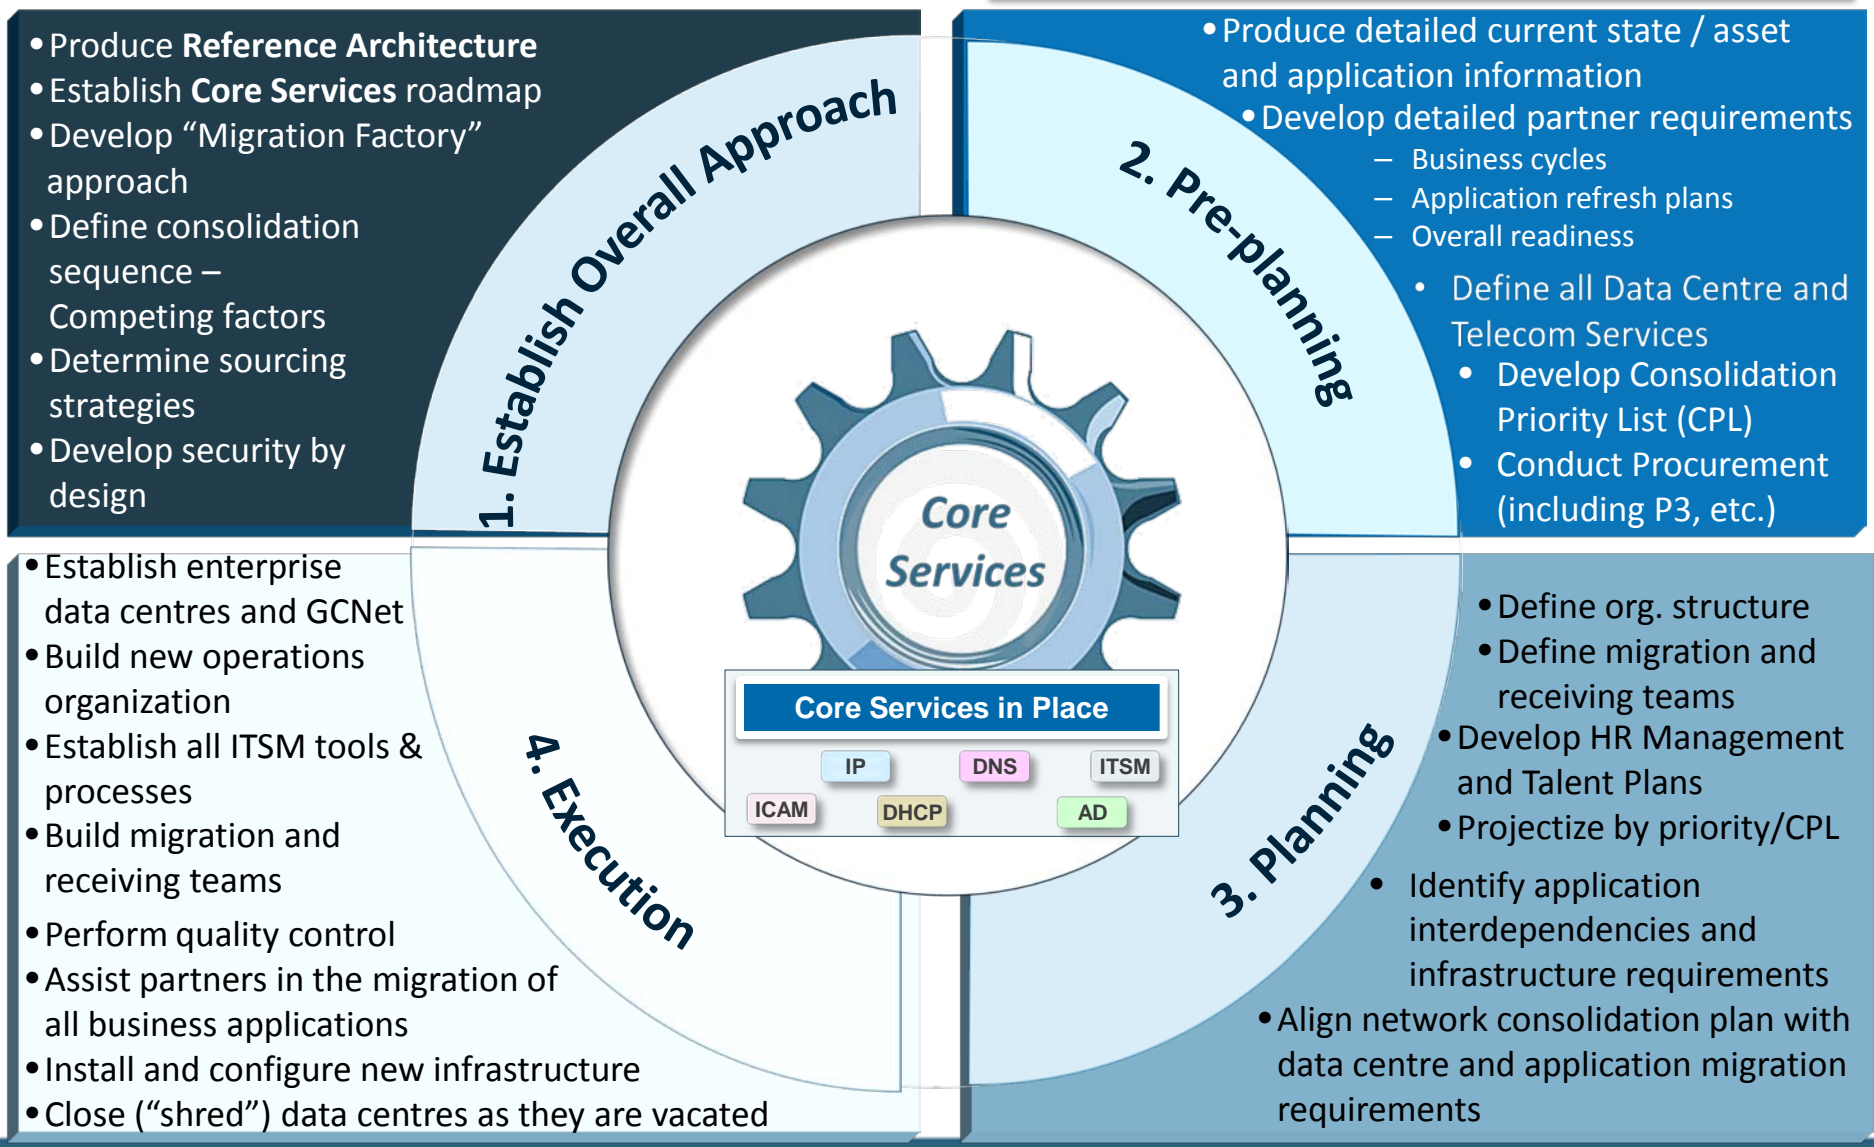 • Produce Reference Architecture
• Establish Core Services roadmap
• Develop “Migration Factory”
approach
• Define consolidation
sequence –
Competing factors
• Determine sourcing
strategies
• Develop security by
design
1. Establish Overall Approach
• Produce detailed current state / asset
and application information
• Develop detailed partner requirements
– Business cycles
– Application refresh plans
– Overall readiness
• Define all Data Centre and
Telecom Services
• Develop Consolidation
Priority List (CPL)
• Conduct Procurement
(including P3, etc.)
2. Pre-planning
Core
Services
Core Services in Place
IP DNS ITSM
ICAM DHCP AD
• Define org. structure
• Define migration and
receiving teams
• Develop HR Management
and Talent Plans
• Projectize by priority/CPL
• Identify application
interdependencies and
infrastructure requirements
• Align network consolidation plan with
data centre and application migration
requirements
3. Planning
• Establish enterprise
data centres and GCNet
• Build new operations
organization
• Establish all ITSM tools &
processes
• Build migration and
receiving teams
• Perform quality control
• Assist partners in the migration of
all business applications
• Install and configure new infrastructure
• Close (“shred”) data centres as they are vacated
4. Execution